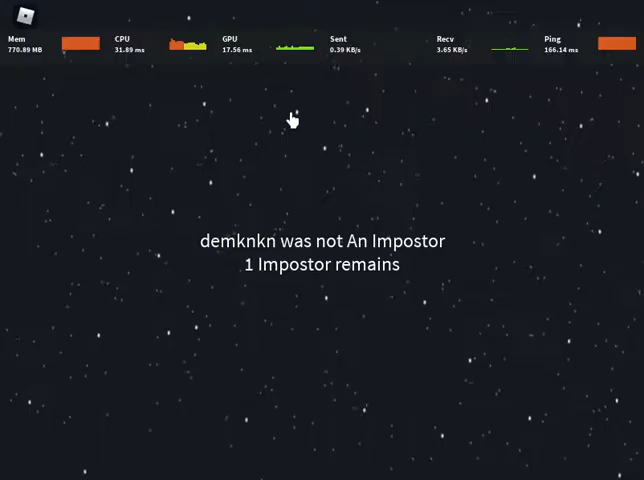 Mem CPU GPU Sent Recv Ping
770.89 MB 31.89 ms 17.56 ms 0.39 KB/s 3.65 KB/s 166.14 ms
demknkn was not An Impostor
1 Impostor remains